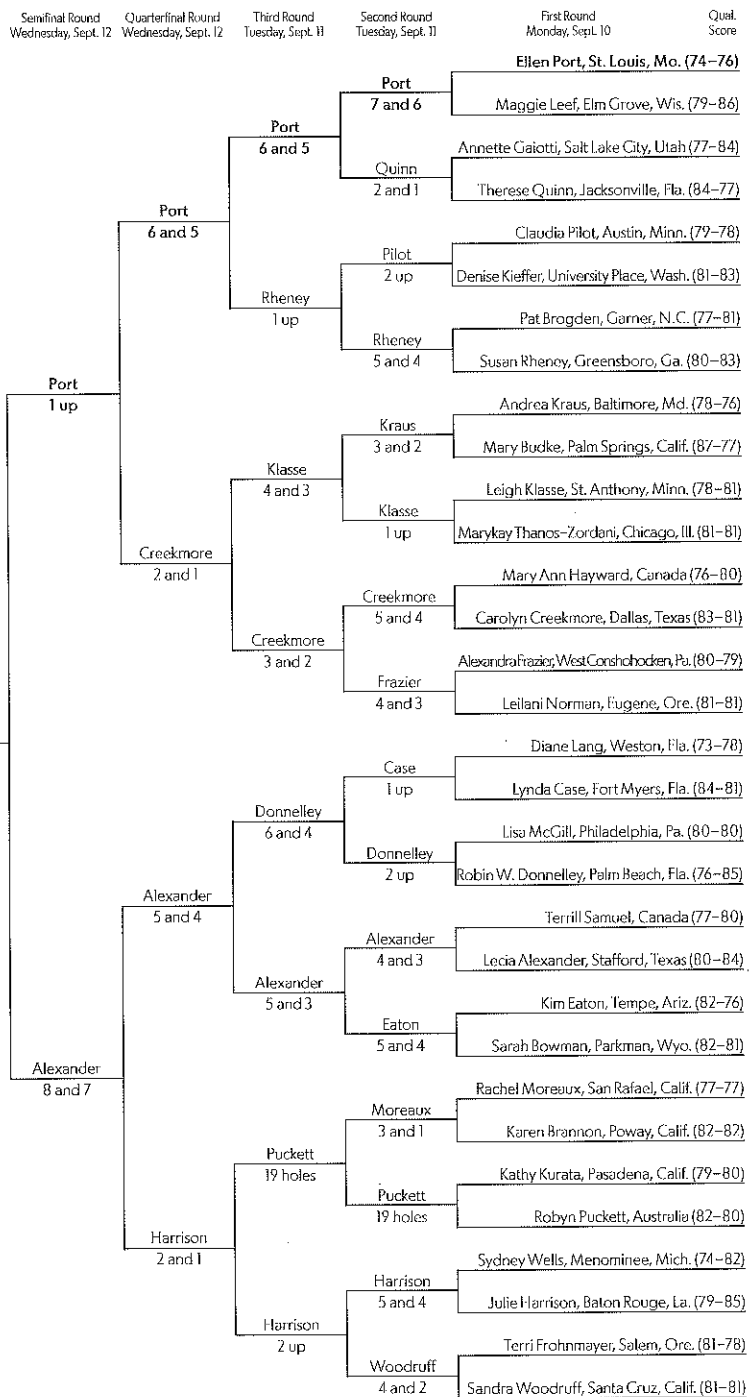 Semifinal Round
Wednesday, Sept. 12
Quarterfinal Round
Wednesday, Sept. 12
Third Round
Tuesday, Sept. 11
Second Round
Tuesday, Sept. 11
First Round
Monday, Sept. 10
Qual.
Score
Ellen Port, St. Louis, Mo. (74-76)
Port
7 and 6
Maggie Leef, Elm Grove, Wis. (79-86)
Port
6 and 5
Annette Gaiotti, Salt Lake City, Utah (77-84)
Quinn
2 and 1
Therese Quinn, Jacksonville, Fla. (84-77)
Port
6 and 5
Claudia Pilot, Austin, Minn. (79-78)
Pilot
2 up
Denise Kieffer, University Place, Wash. (81-83)
Rheney
1 up
Pat Brogden, Garner, N.C. (77-81)
Rheney
5 and 4
Susan Rheney, Greensboro, Ga. (80-83)
Port
1 up
Andrea Kraus, Baltimore, Md. (78-76)
Kraus
3 and 2
Mary Budke, Palm Springs, Calif. (87-77)
Klasse
4 and 3
Leigh Klasse, St. Anthony, Minn. (78-81)
Klasse
1 up
Marykay Thanos-Zordani, Chicago, Ill. (81-81)
Creekmore
2 and 1
Mary Ann Hayward, Canada (76-80)
Creekmore
5 and 4
Carolyn Creekmore, Dallas, Texas (83-81)
Creekmore
3 and 2
Alexandra Frazier, West Conshohocken, Pa. (80-79)
Frazier
4 and 3
Leilani Norman, Eugene, Ore. (81-81)
Diane Lang, Weston, Fla. (73-78)
Case
1 up
Lynda Case, Fort Myers, Fla. (84-81)
Donnelley
6 and 4
Lisa McGill, Philadelphia, Pa. (80-80)
Donnelley
2 up
Robin W. Donnelley, Palm Beach, Fla. (76-85)
Alexander
5 and 4
Terrill Samuel, Canada (77-80)
Alexander
4 and 3
Lecia Alexander, Stafford, Texas (80-84)
Alexander
5 and 3
Kim Eaton, Tempe, Ariz. (82-76)
Eaton
5 and 4
Sarah Bowman, Parkman, Wyo. (82-81)
Alexander
8 and 7
Rachel Moreaux, San Rafael, Calif. (77-77)
Moreaux
3 and 1
Karen Brannon, Poway, Calif. (82-82)
Puckett
19 holes
Kathy Kurata, Pasadena, Calif. (79-80)
Puckett
19 holes
Robyn Puckett, Australia (82-80)
Harrison
2 and 1
Sydney Wells, Menominee, Mich. (74-82)
Harrison
5 and 4
Julie Harrison, Baton Rouge, La. (79-85)
Harrison
2 up
Terri Frohnmayer, Salem, Ore. (81-78)
Woodruff
4 and 2
Sandra Woodruff, Santa Cruz, Calif. (81-81)